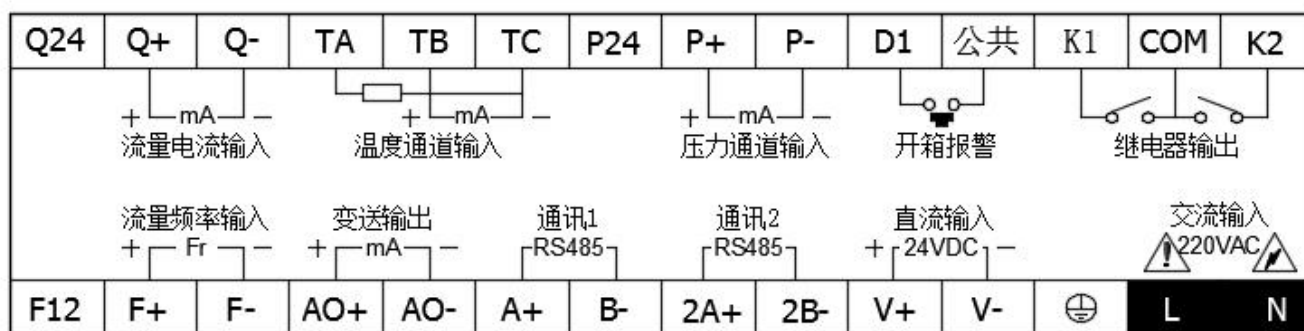 Q24 Q+ Q- TA TB TC P24 P+ P- D1 公共 K1 COM K2
+ mA — + mA — + mA —
流量电流输入 温度通道输入 压力通道输入 开箱报警 继电器输出
流量频率输入 变送输出 通讯1 通讯2 直流输入 交流输入
+ Fr — + mA — RS485 RS485 + 24VDC — 220VAC
F12 F+ F- AO+ AO- A+ B- 2A+ 2B- V+ V- L N